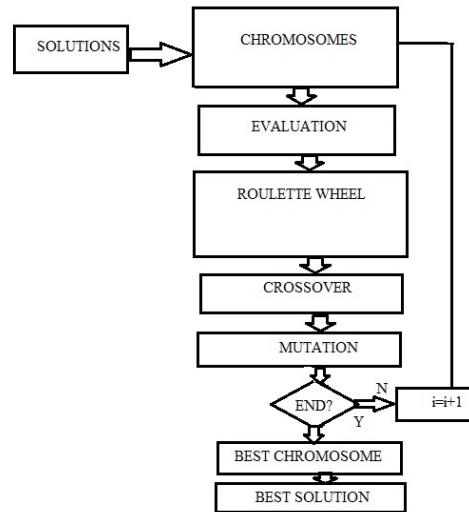 SOLUTIONS
CHROMOSOMES
EVALUATION
ROULETTE WHEEL
CROSSOVER
MUTATION
END?
N
i=i+1
Y
BEST CHROMOSOME
BEST SOLUTION